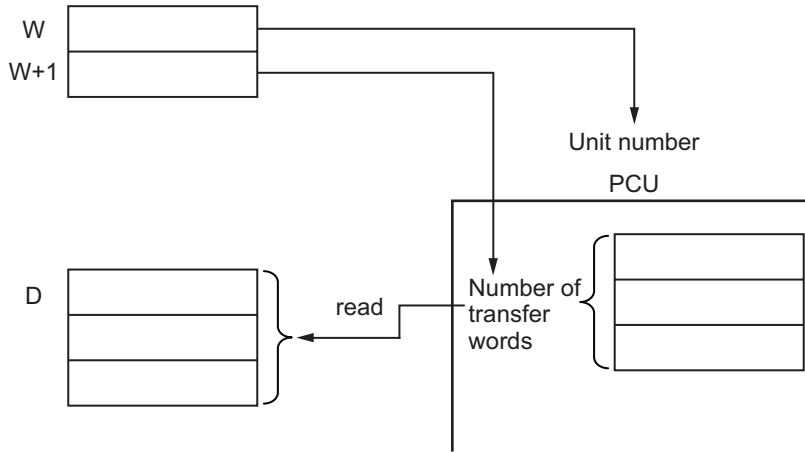 W
W+1
Unit number
PCU
D
read
Number of
transfer
words